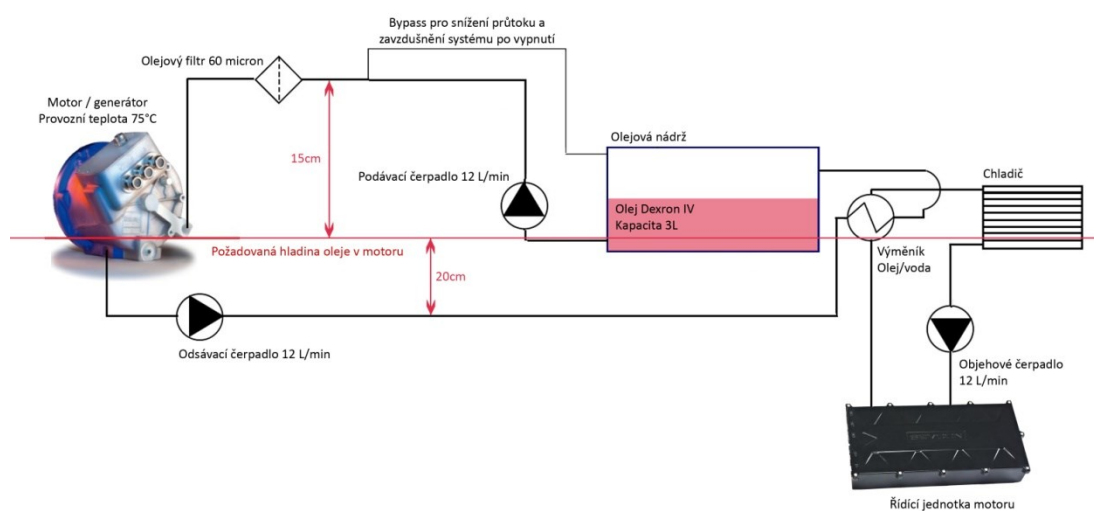 Bypass pro snížení průtoku a
zavzdušnění systému po vypnutí
Olejový filtr 60 micron
Motor / generátor
Provozní teplota 75°C
15cm
Olejová nádrž
Podávací čerpadlo 12 L/min
Olej Dexron IV
Kapacita 3L
Chladič
Požadovaná hladina oleje v motoru
Výměník
Olej/voda
20cm
Odsávací čerpadlo 12 L/min
Objehové čerpadlo
12 L/min
Řídící jednotka motoru